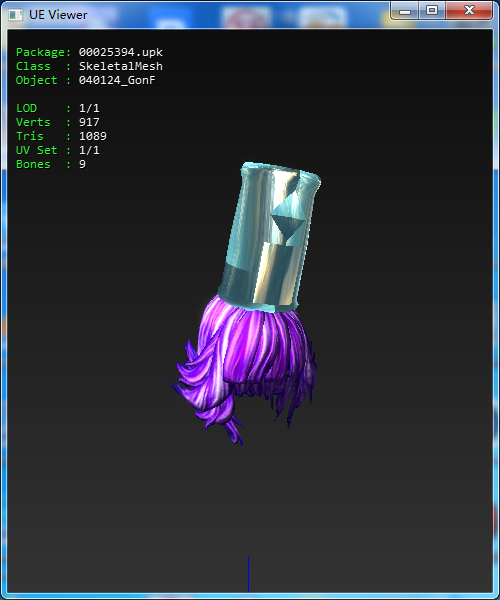 UE Viewer
Package: 00025394.upk
Class : SkeletalMesh
Object : 040124_GonF
LOD : 1/1
Verts : 917
Tris : 1089
UV Set : 1/1
Bones : 9